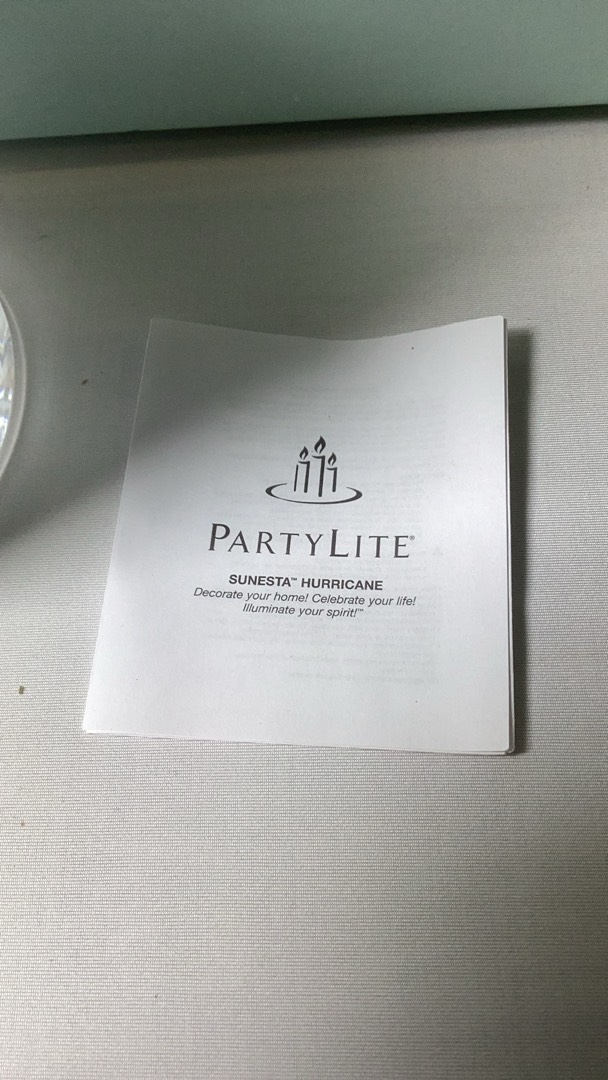 PARTYLITE®
SUNESTA™ HURRICANE
Decorate your home! Celebrate your life!
Illuminate your spirit!™